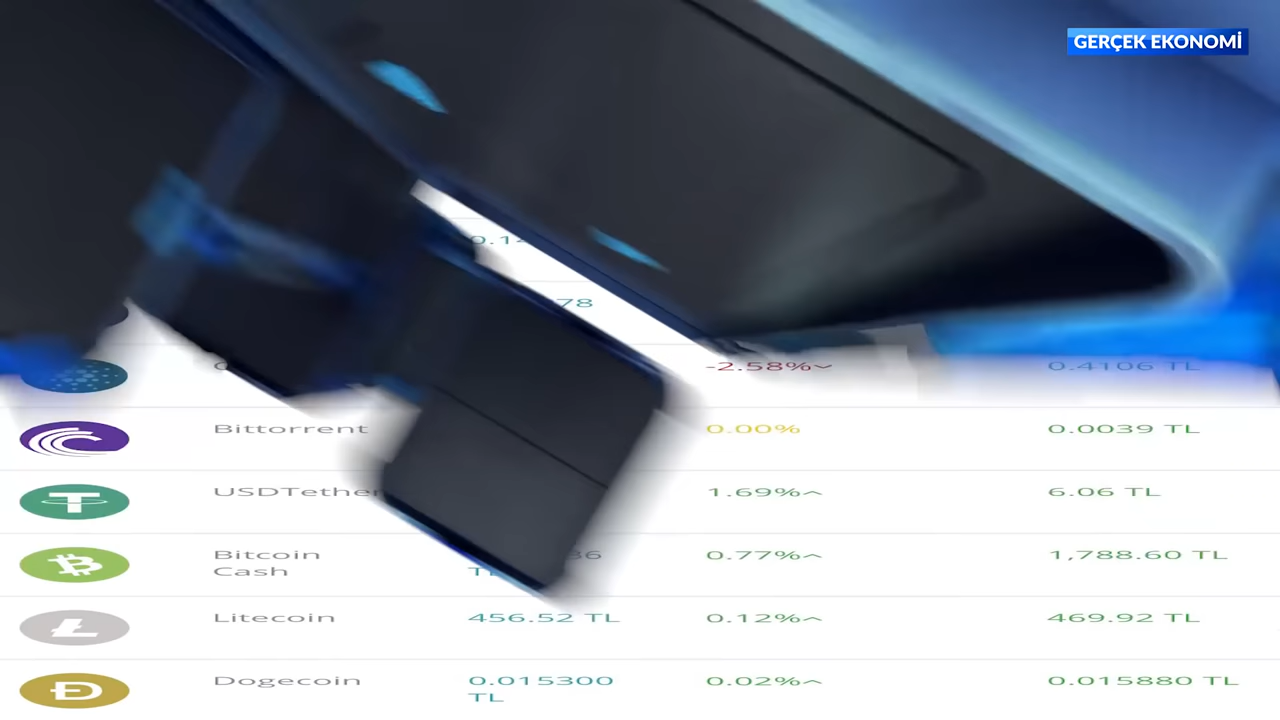 GERÇEK EKONOMİ
-2.58%
0.4106 TL
Bittorrent
0.00%
0.0039 TL
1.69%
6.06 TL
Bitcoin
Cash
0.77%
1,788.60 TL
Litecoin
456.52 TL
0.12%
469.92 TL
Dogecoin
0.015300
TL
0.02%
0.015880 TL